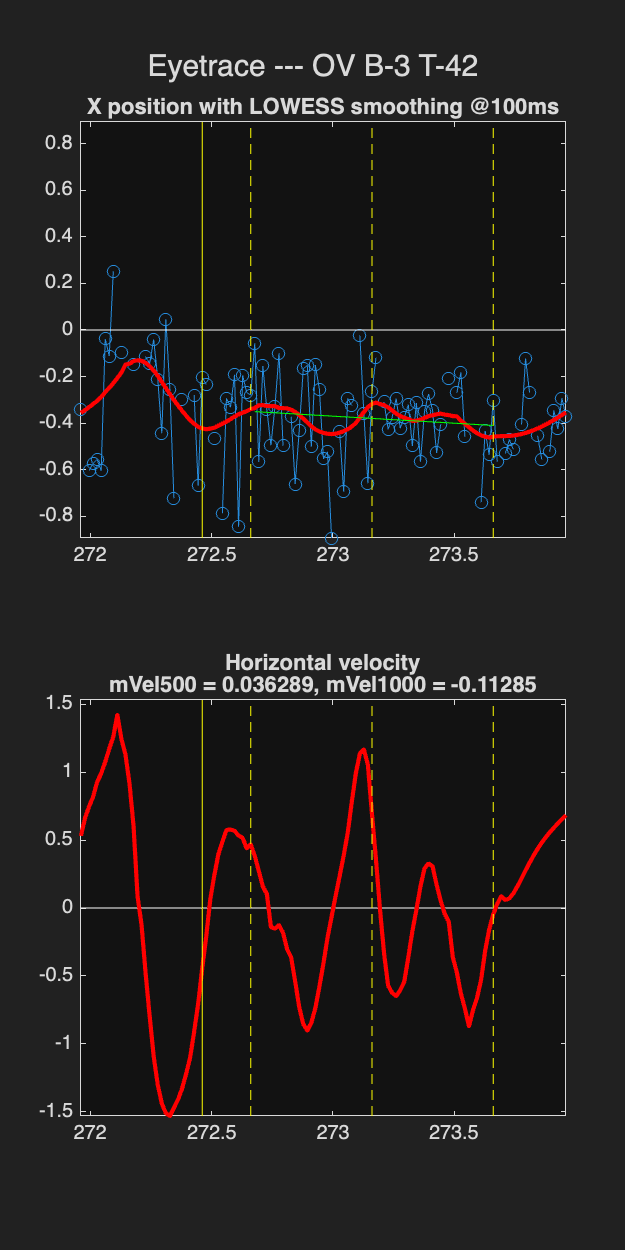 Eyetrace --- OV B-3 T-42
X position with LOWESS smoothing @100ms
0.8
0.6
0.4
0.2
0
-0.2
-0.4
-0.6
-0.8
272 272.5 273 273.5
Horizontal velocity
mVel500 = 0.036289, mVel1000 = -0.11285
1.5
1
0.5
0
-0.5
-1
-1.5
272 272.5 273 273.5